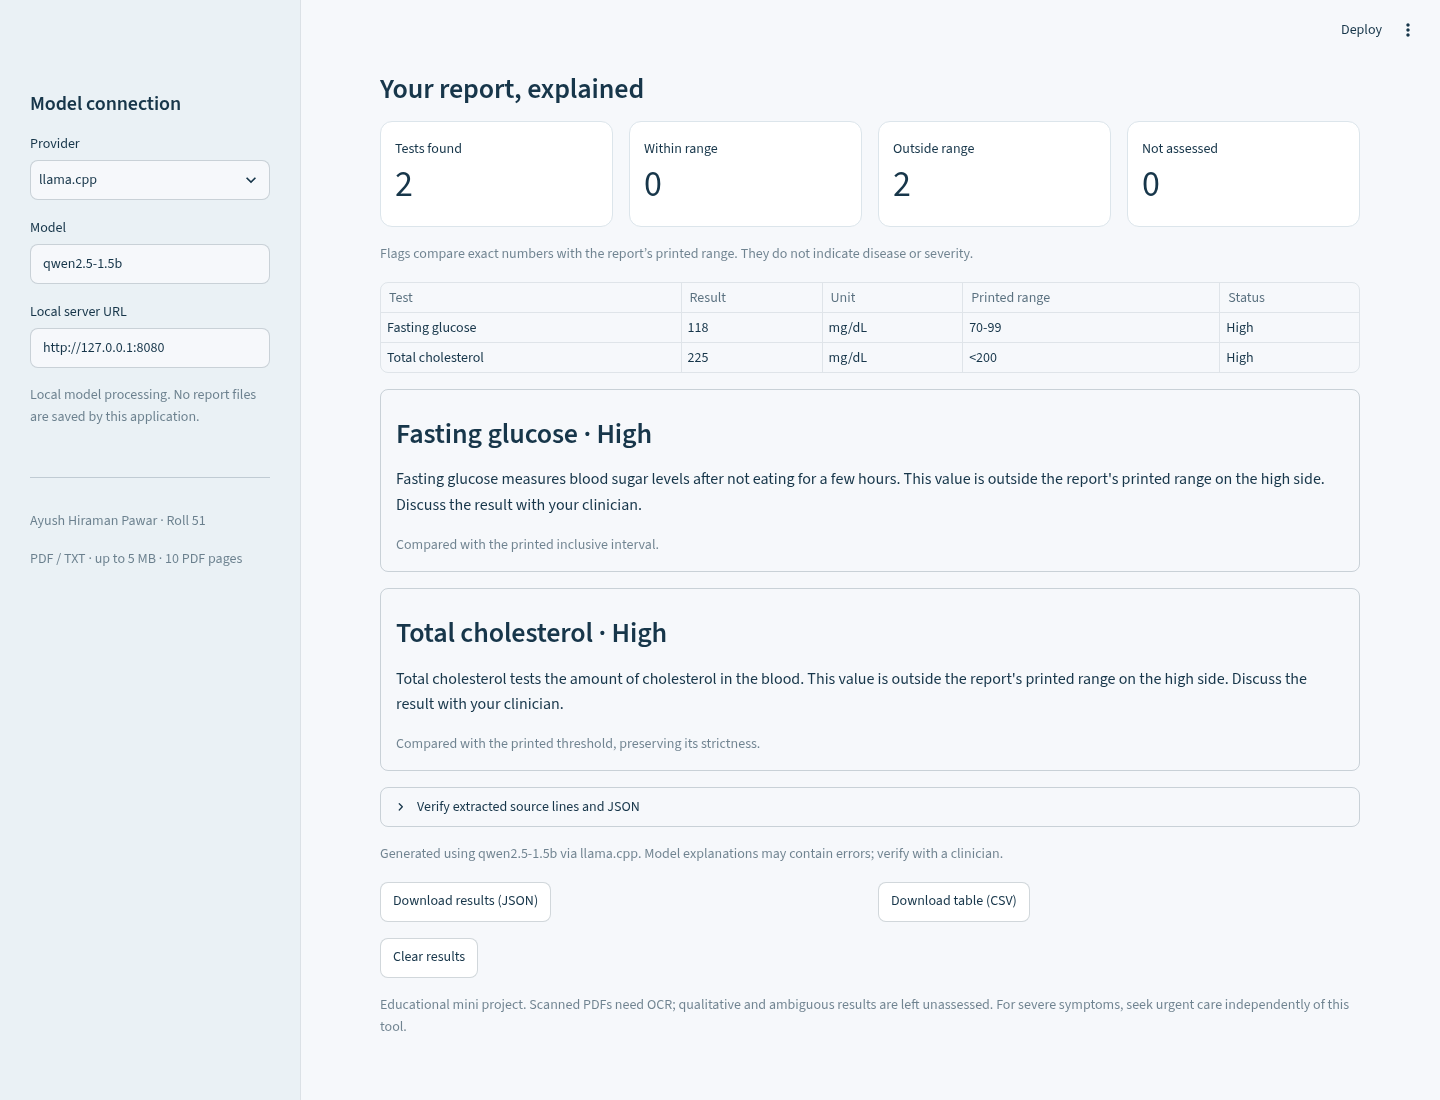 Deploy
Model connection
Provider
llama.cpp
Model
qwen2.5-1.5b
Local server URL
http://127.0.0.1:8080
Local model processing. No report files
are saved by this application.
Ayush Hiraman Pawar · Roll 51
PDF / TXT · up to 5 MB · 10 PDF pages
Your report, explained
Tests found
2
Within range
0
Outside range
2
Not assessed
0
Flags compare exact numbers with the report’s printed range. They do not indicate disease or severity.
Test Result Unit Printed range Status
Fasting glucose 118 mg/dL 70-99 High
Total cholesterol 225 mg/dL <200 High
Fasting glucose · High
Fasting glucose measures blood sugar levels after not eating for a few hours. This value is outside the report's printed range on the high side.
Discuss the result with your clinician.
Compared with the printed inclusive interval.
Total cholesterol · High
Total cholesterol tests the amount of cholesterol in the blood. This value is outside the report's printed range on the high side. Discuss the
result with your clinician.
Compared with the printed threshold, preserving its strictness.
Verify extracted source lines and JSON
Generated using qwen2.5-1.5b via llama.cpp. Model explanations may contain errors; verify with a clinician.
Download results (JSON)
Download table (CSV)
Clear results
Educational mini project. Scanned PDFs need OCR; qualitative and ambiguous results are left unassessed. For severe symptoms, seek urgent care independently of this
tool.